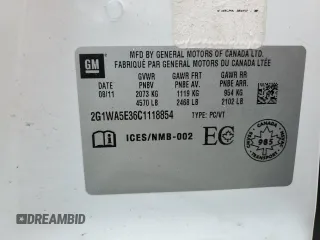 GM
MFD BY GENERAL MOTORS OF CANADA LTD.
FABRIQUÉ PAR GENERAL MOTORS DU CANADA LTÉE
DATE GVWR GAWR FRT GAWR RR
PNBV PNBE AV. PNBE ARR.
08/11 2073 KG 1119 KG 954 KG
4570 LB 2468 LB 2102 LB
2G1WA5E36C1118854 TYPE: PC/VT
ICES/NMB-002
CANADA
985
DREAMBID